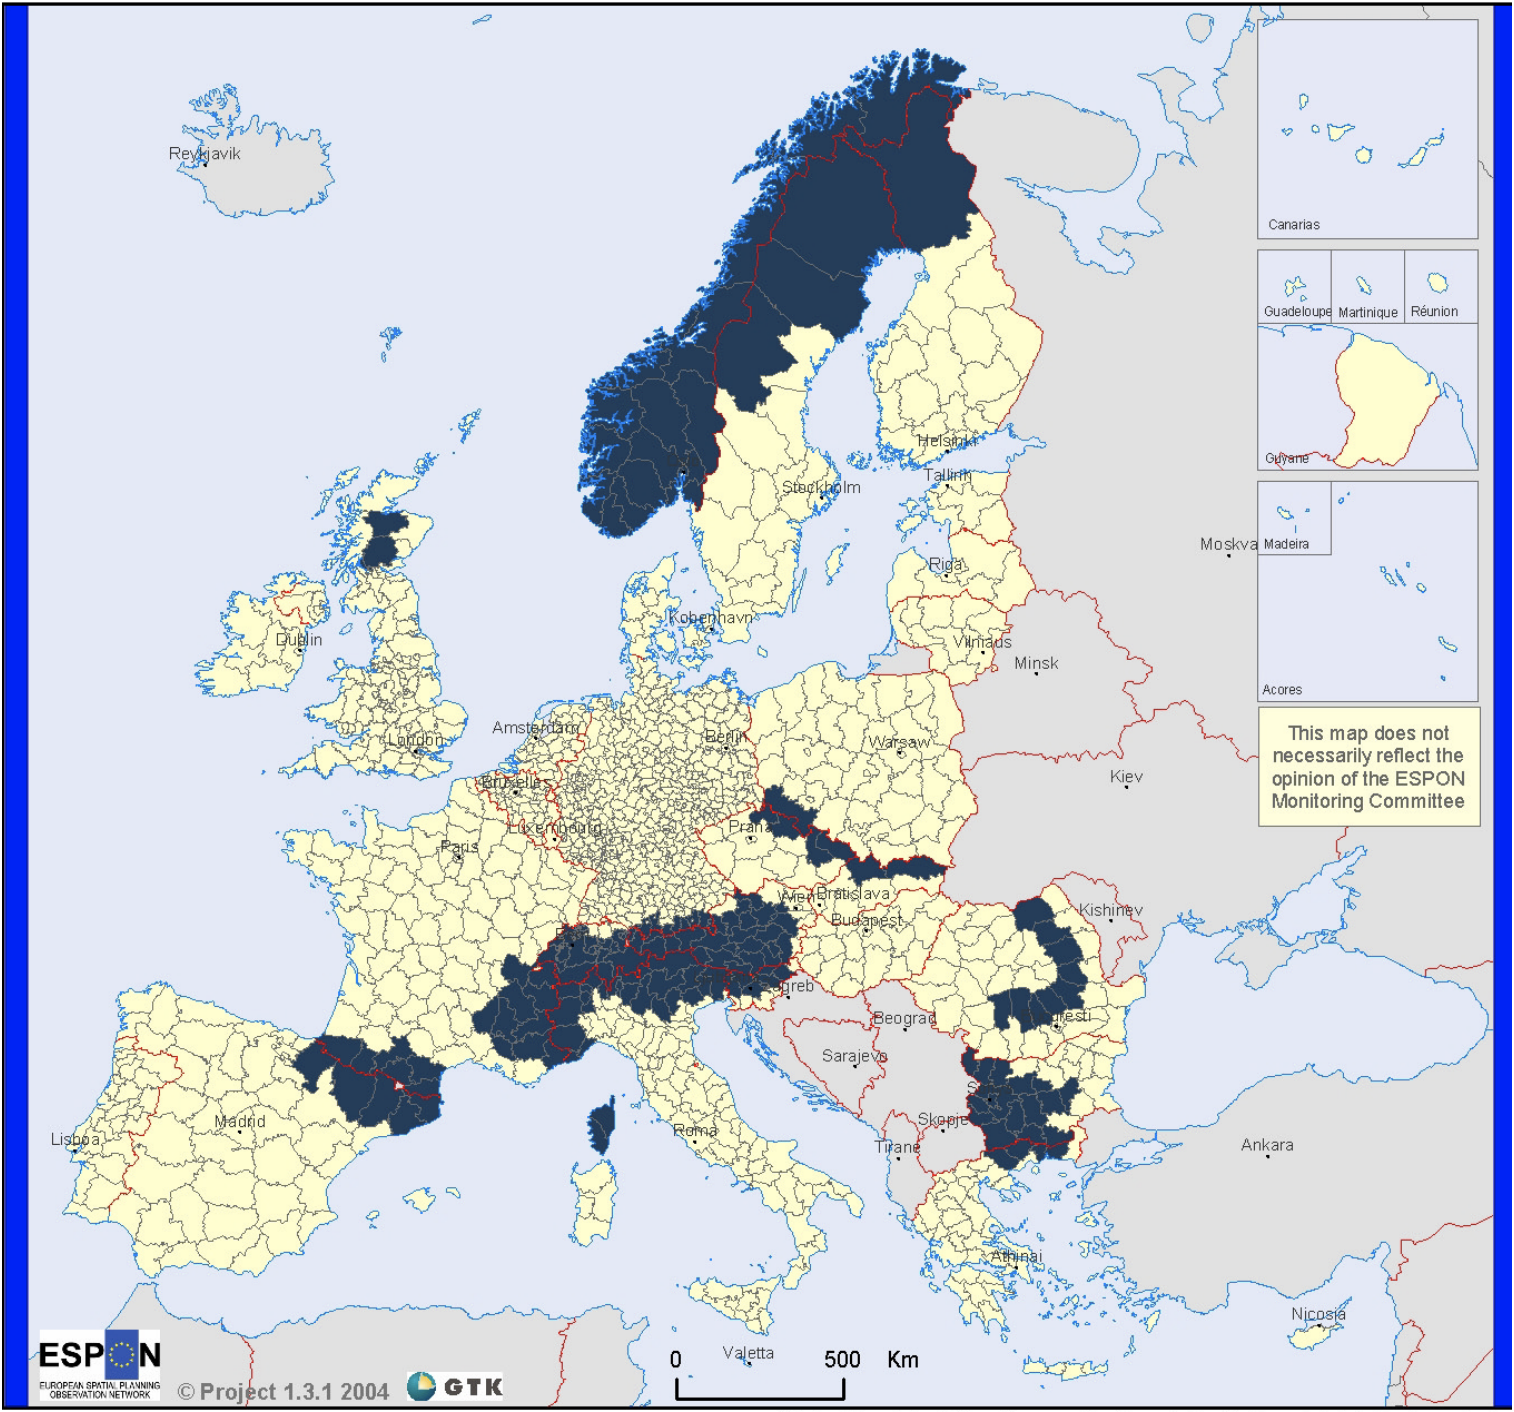 Reykjavik
Canarias
Guadeloupe
Martinique
Réunion
Guyane
Helsinki
Tallinn
Stockholm
Moskva
Madeira
Riga
Kobenhavn
Dublin
Vilnius
Minsk
Acores
Amsterdam
Berlin
London
Warsaw
This map does not
necessarily reflect the
opinion of the ESPON
Monitoring Committee
Kiev
Bruxelles
Luxembourg
Praha
Paris
Wien
Bratislava
Budapest
Kishinev
Zagreb
Beograd
Bucuresti
Sarajevo
Madrid
Skopje
Lisboa
Roma
Tirane
Ankara
Athinai
Nicosia
Valetta
0 500 Km
ESPON
EUROPEAN SPATIAL PLANNING
OBSERVATION NETWORK
© Project 1.3.1 2004
GTK